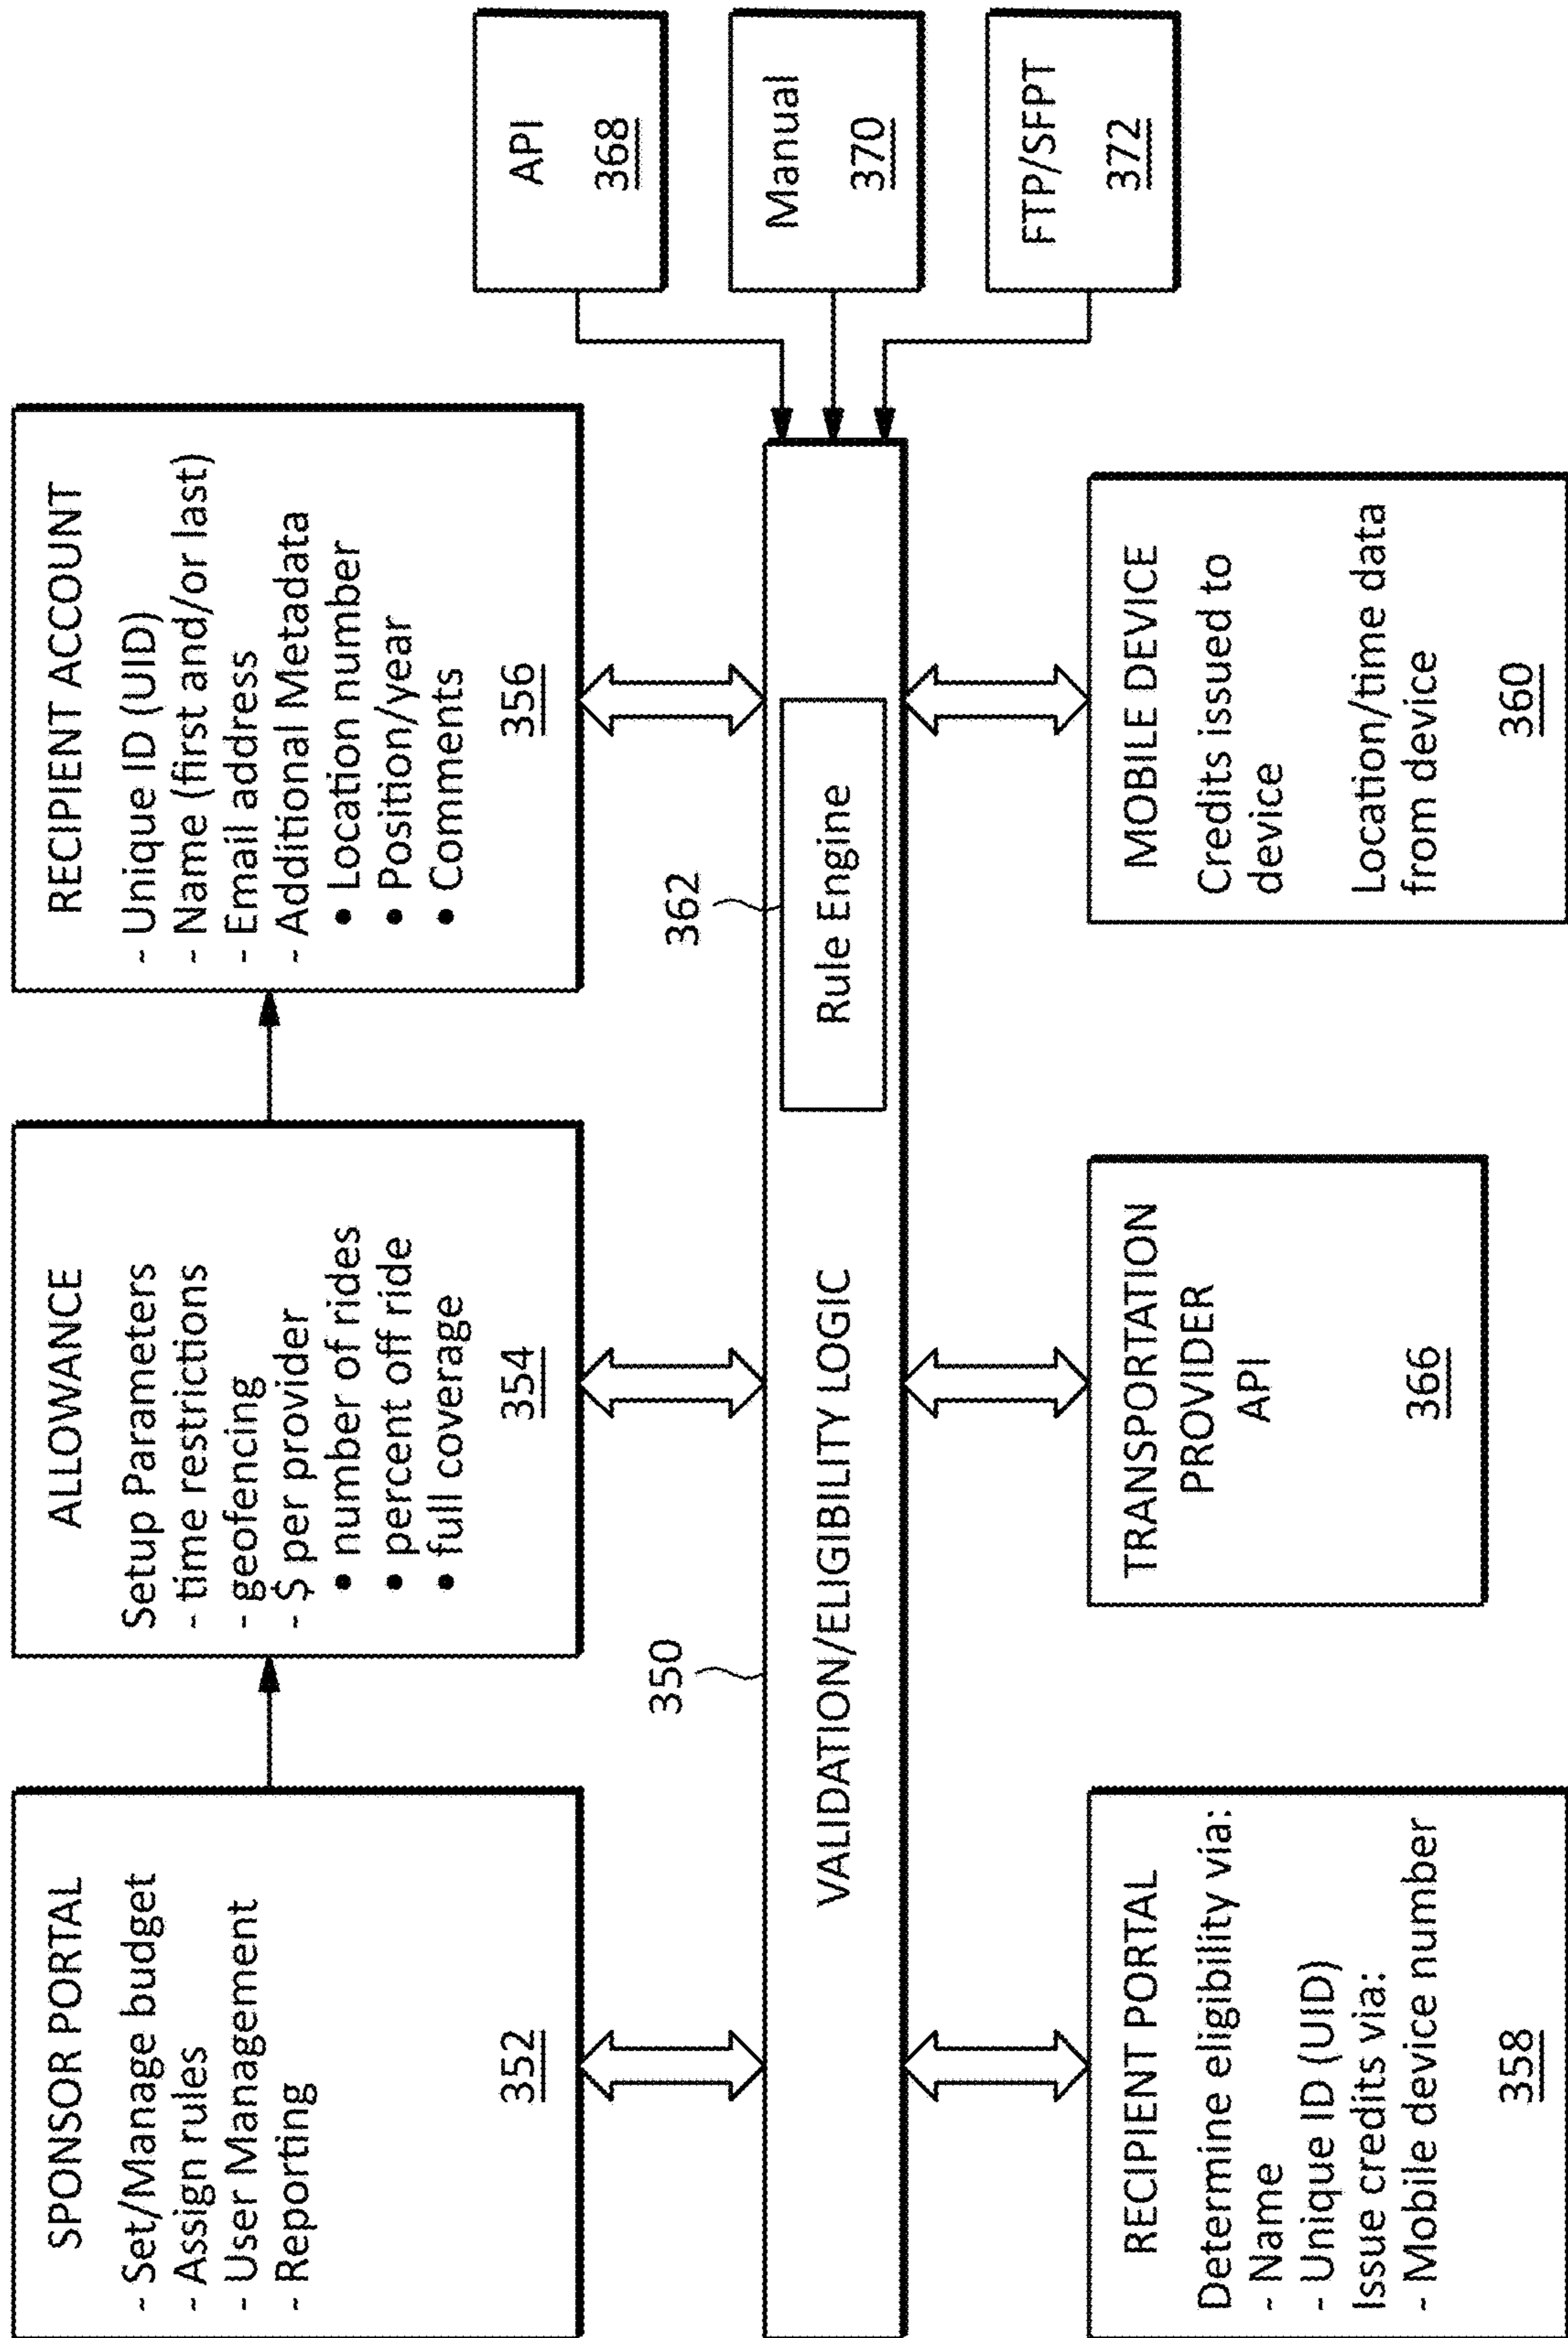 SPONSOR PORTAL
- Set/Manage budget
- Assign rules
- User Management
- Reporting
352
ALLOWANCE
Setup Parameters
- time restrictions
- geofencing
- $ per provider
• number of rides
• percent off ride
• full coverage
354
RECIPIENT ACCOUNT
- Unique ID (UID)
- Name (first and/or last)
- Email address
- Additional Metadata
• Location number
• Position/year
• Comments
356
350
362
VALIDATION/ELIGIBILITY LOGIC
Rule Engine
API
368
Manual
370
FTP/SFPT
372
RECIPIENT PORTAL
Determine eligibility via:
- Name
- Unique ID (UID)
Issue credits via:
- Mobile device number
358
TRANSPORTATION
PROVIDER
API
366
MOBILE DEVICE
Credits issued to
device
Location/time data
from device
360